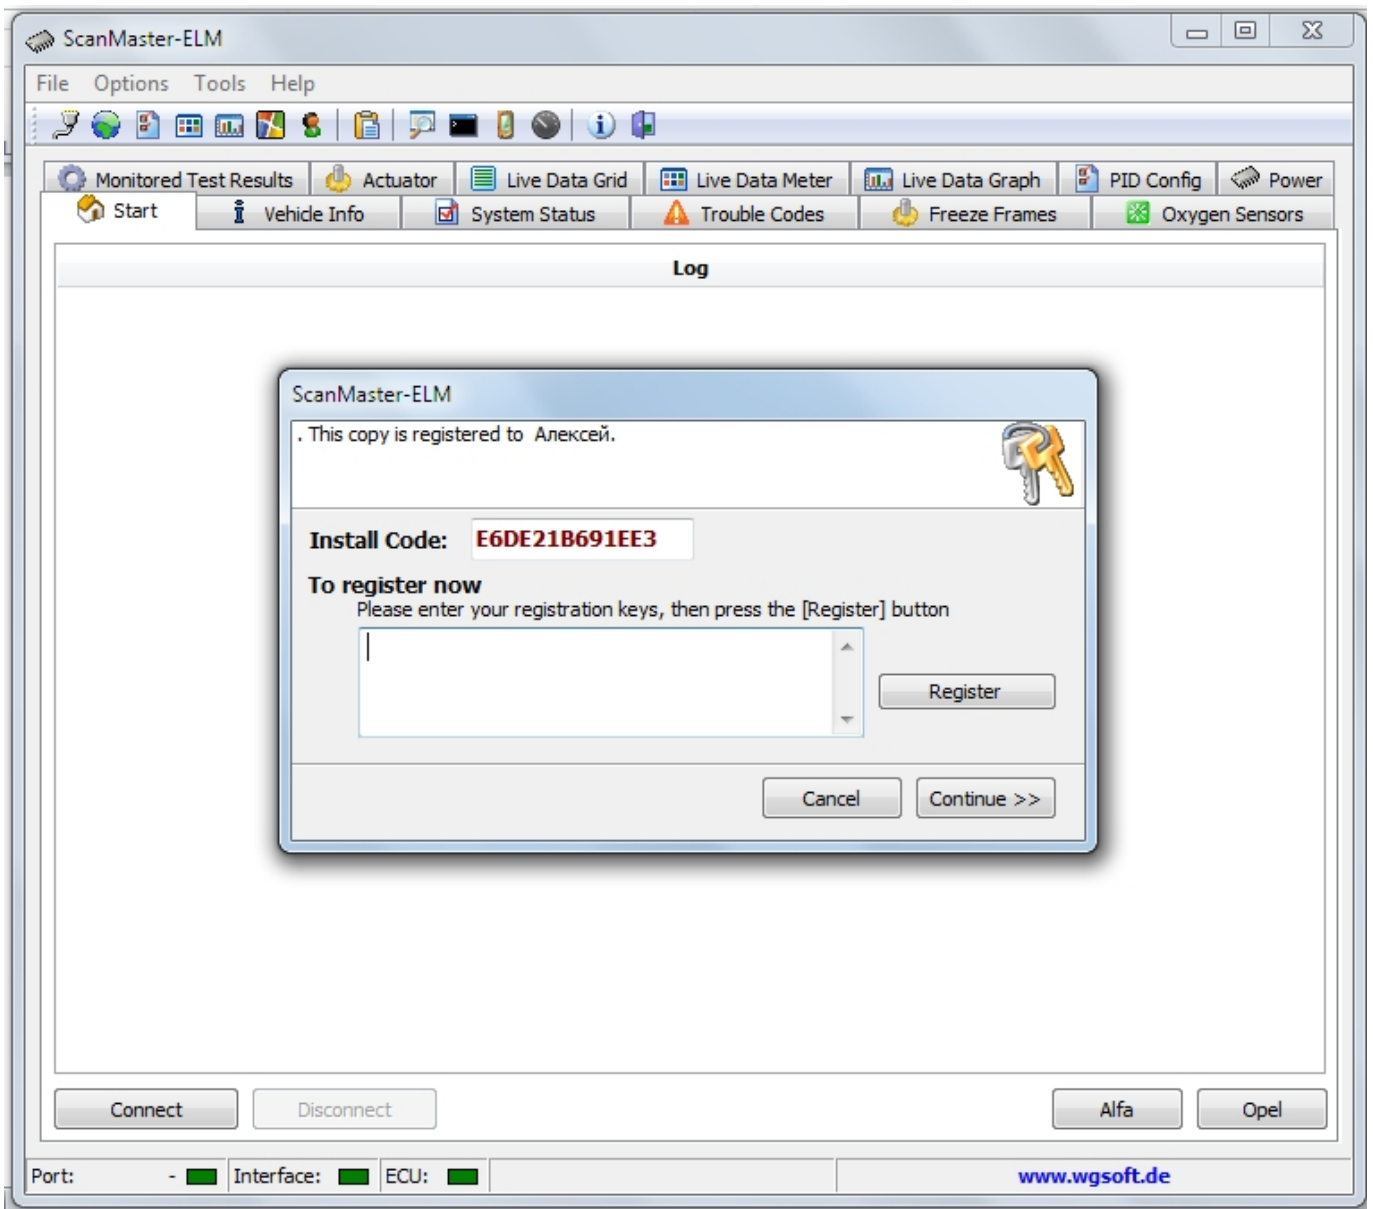 ScanMaster-ELM
File Options Tools Help
Monitored Test Results Actuator Live Data Grid Live Data Meter Live Data Graph PID Config Power
Start Vehicle Info System Status Trouble Codes Freeze Frames Oxygen Sensors
Log
ScanMaster-ELM
. This copy is registered to Алексей.
Install Code: E6DE21B691EE3
To register now
Please enter your registration keys, then press the [Register] button
Register
Cancel Continue >>
Connect Disconnect Alfa Opel
Port: - Interface: ECU: www.wgsoft.de